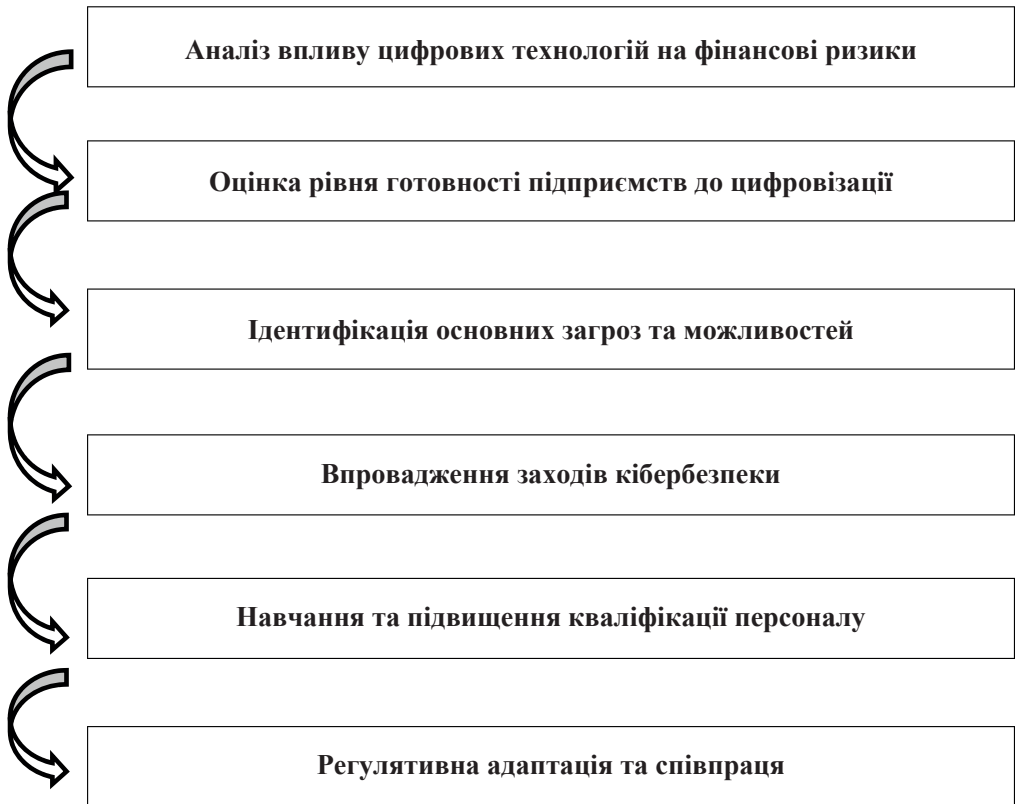 Аналіз впливу цифрових технологій на фінансові ризики
Оцінка рівня готовності підприємств до цифровізації
Ідентифікація основних загроз та можливостей
Впровадження заходів кібербезпеки
Навчання та підвищення кваліфікації персоналу
Регулятивна адаптація та співпраця